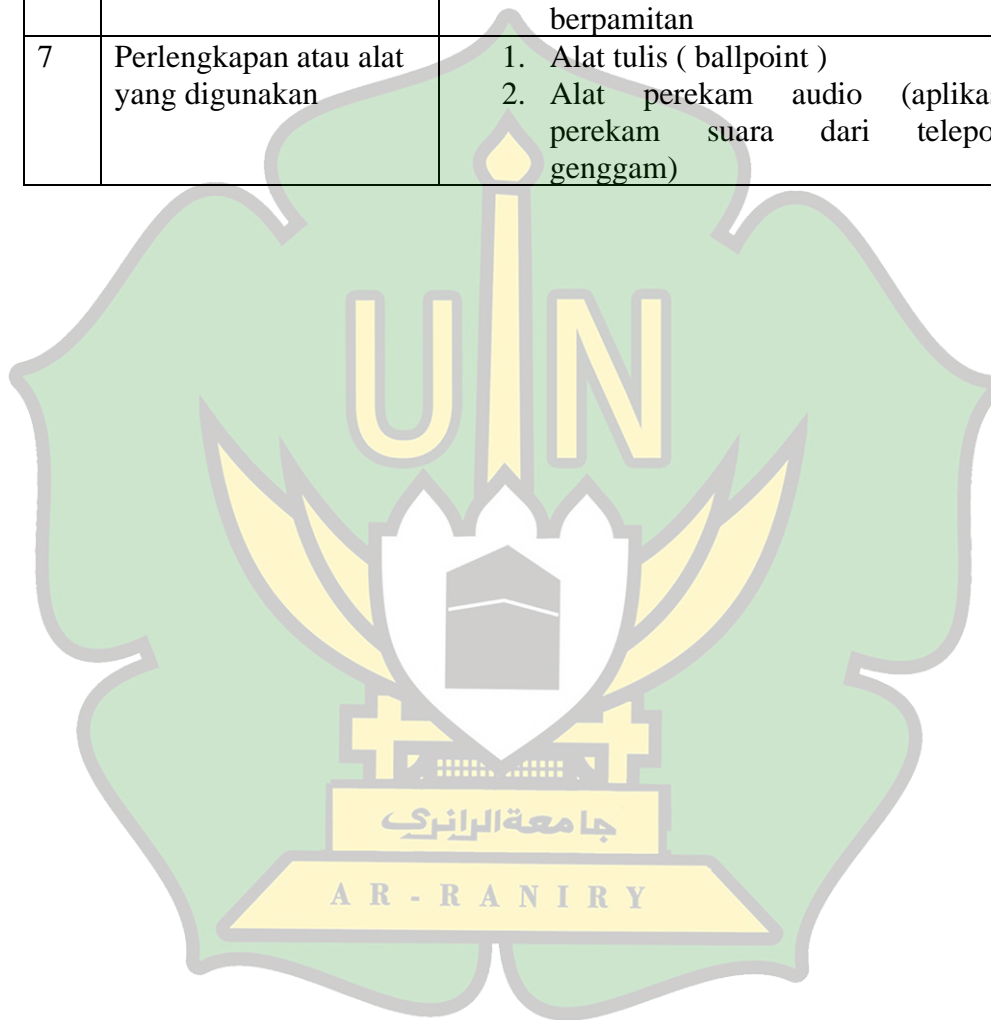 berpamitan
7 Perlengkapan atau alat 1. Alat tulis ( ballpoint )
yang digunakan 2. Alat perekam audio (aplikas
perekam suara dari telepo
genggam)
UIN
جامعة الرانري
AR-RANIRY